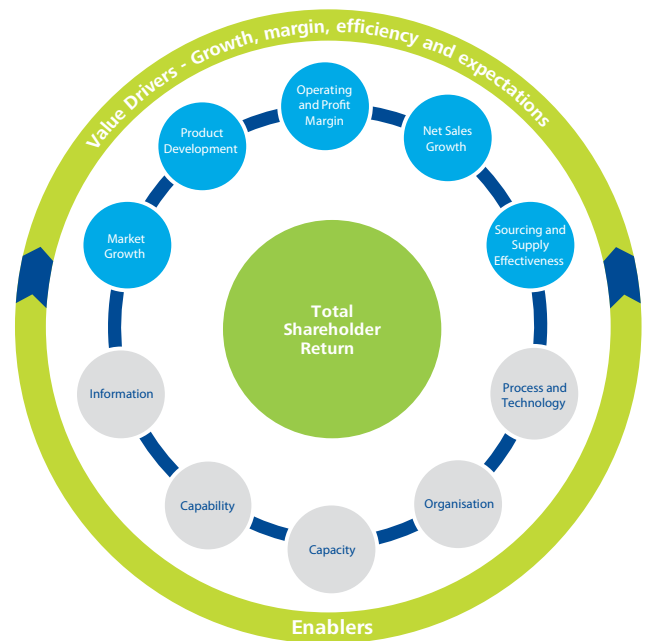 Value Drivers - Growth, margin, efficiency and expectations
Operating
and Profit
Margin
Product
Development
Net Sales
Growth
Market
Growth
Sourcing and
Supply
Effectiveness
Total
Shareholder
Return
Information
Process and
Technology
Capability
Organisation
Capacity
Enablers